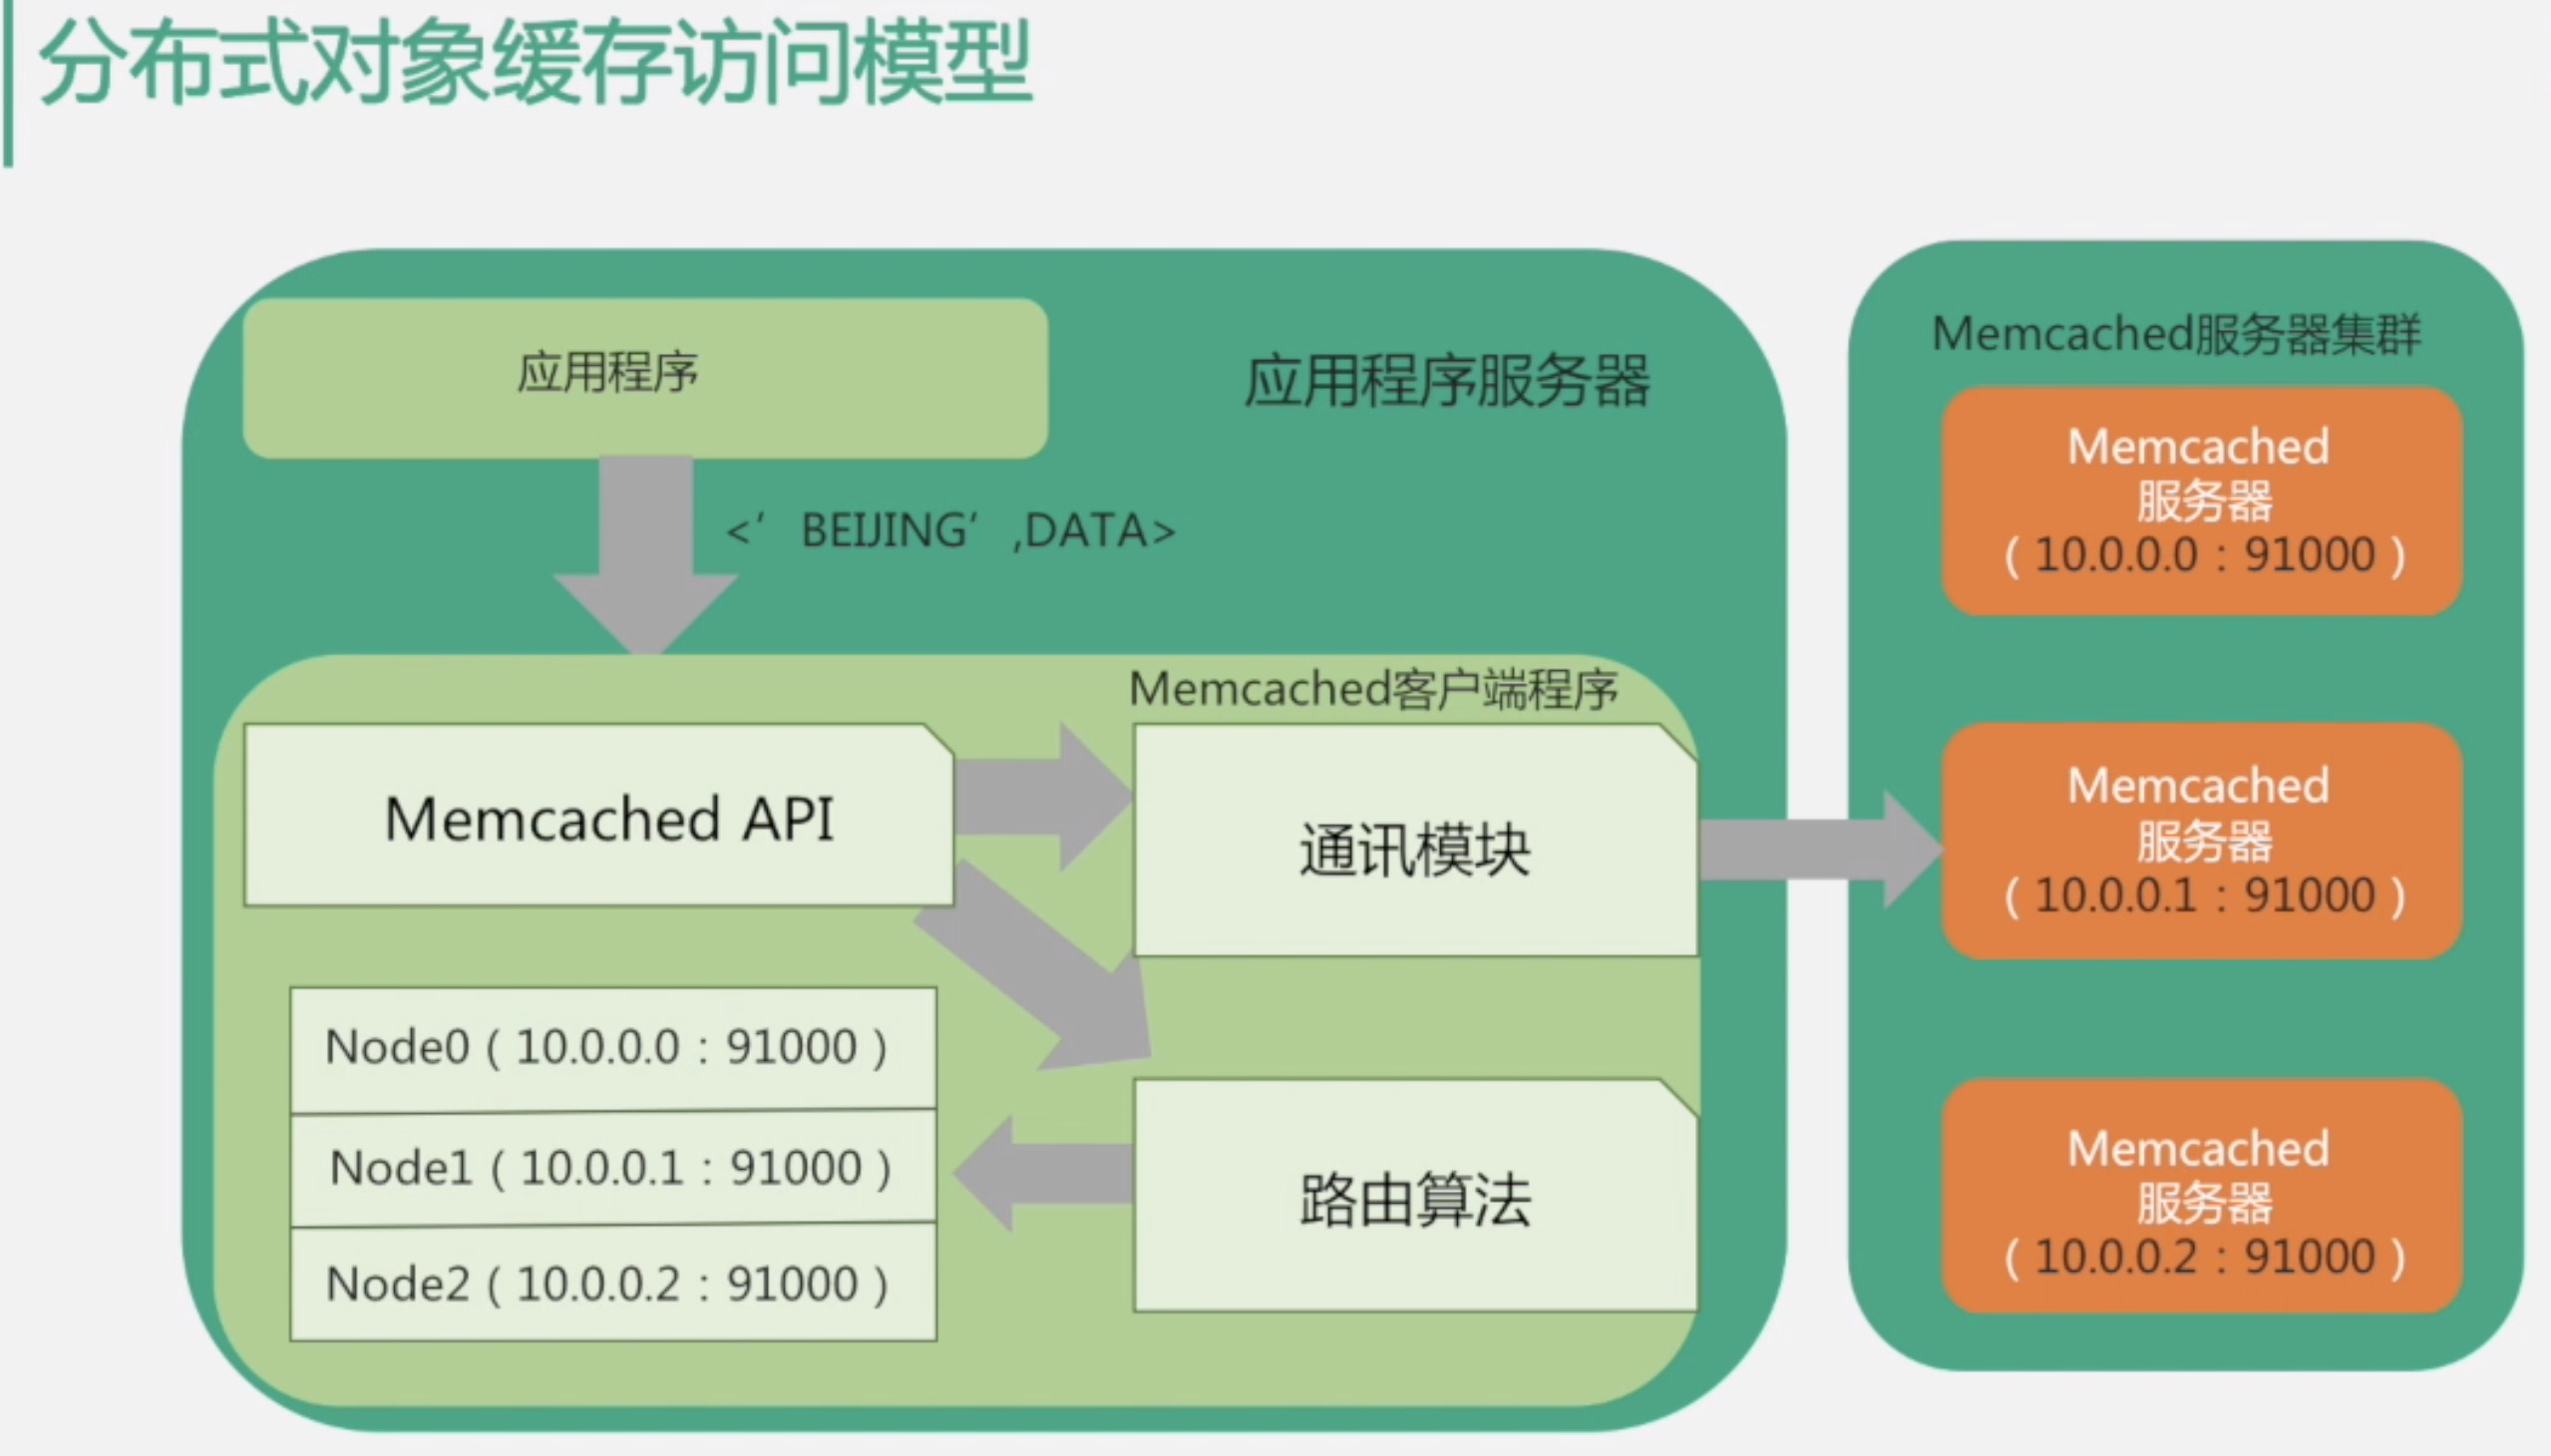 分布式对象缓存访问模型
应用程序
应用程序服务器
<’ BEIJING’ ,DATA>
Memcached客户端程序
Memcached API
通讯模块
Node0（10.0.0.0：91000）
Node1（10.0.0.1：91000）
Node2（10.0.0.2：91000）
路由算法
Memcached服务器集群
Memcached
服务器
（10.0.0.0：91000）
Memcached
服务器
（10.0.0.1：91000）
Memcached
服务器
（10.0.0.2：91000）